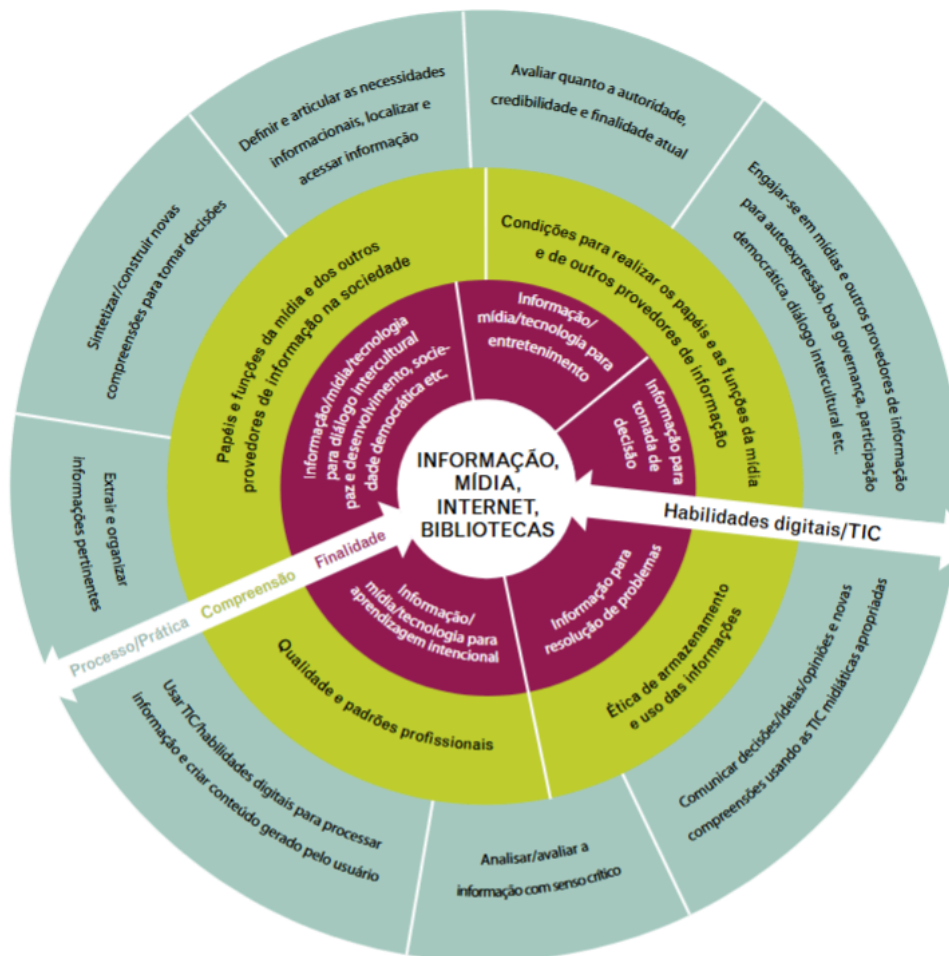 Definir e articular as necessidades
informacionais, localizar e
acessar informação
Avaliar quanto a autoridade,
credibilidade e finalidade atual
Engajar-se em mídias e outros provedores de informação
para autoexpressão, boa governança, participação
democrática, diálogo intercultural etc.
Sintetizar/construir novas
compreensões para tomar decisões
Extrair e organizar
informações pertinentes
Papéis e funções da mídia e dos outros
provedores de informação na sociedade
Condições para realizar os papéis e as funções da mídia
e de outros provedores de informação
Informação/mídia/tecnologia
para diálogo intercultural
paz e desenvolvimento, socie-
dade democrática etc.
Informação/
mídia/tecnologia para
entretenimento
Informação para
tomada de
decisão
INFORMAÇÃO,
MÍDIA,
INTERNET,
BIBLIOTECAS
Habilidades digitais/TIC
Processo/Prática Compreensão Finalidade
Informação/
mídia/tecnologia para
aprendizagem intencional
Informação para
resolução de problemas
Qualidade e padrões profissionais
Ética de armazenamento
e uso das informações
Usar TIC/habilidades digitais para processar
informação e criar conteúdo gerado pelo usuário
Analisar/avaliar a
informação com senso crítico
Comunicar decisões/ideias/opiniões e novas
compreensões usando as TIC midiáticas apropriadas